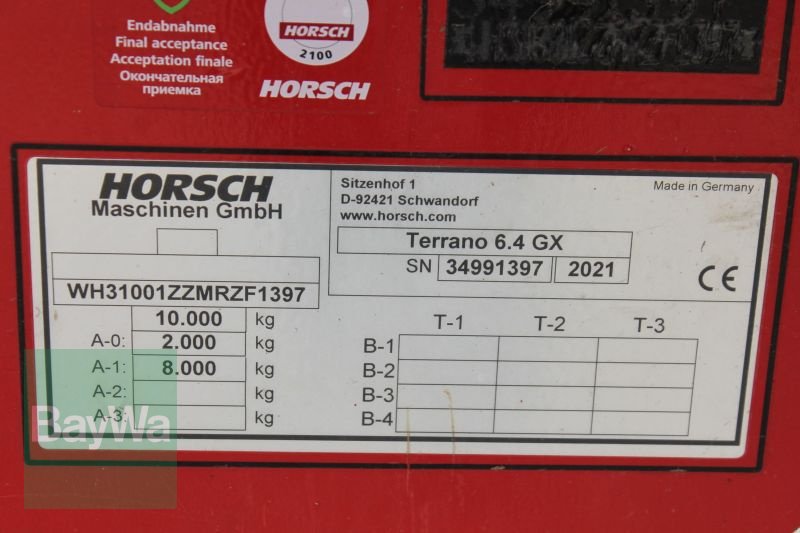 Endabnahme
Final acceptance
Acceptation finale
Окончательная
приемка
HORSCH
2100
HORSCH
HORSCH
Maschinen GmbH
Sitzenhof 1
D-92421 Schwandorf
www.horsch.com
Made in Germany
Terrano 6.4 GX
SN 34991397 2021
CE
WH31001ZZMRZF1397
10.000 kg
A-0: 2.000 kg
A-1: 8.000 kg
A-2: kg
A-3: kg
T-1 T-2 T-3
B-1
B-2
B-3
B-4
BayWa